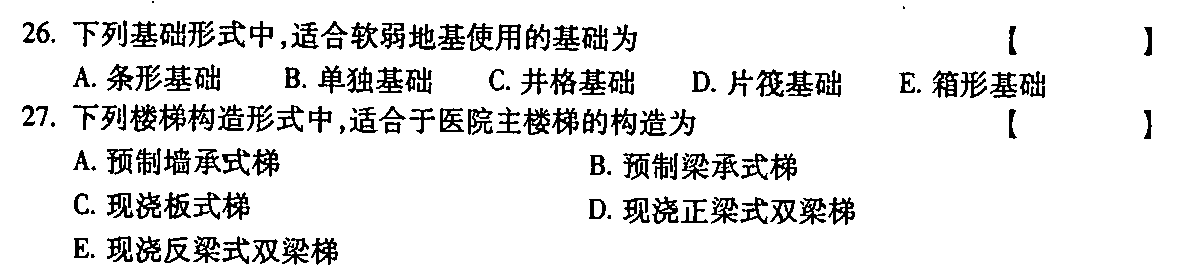 26. 下列基础形式中,适合软弱地基使用的基础为 【 】
A. 条形基础 B. 单独基础 C. 井格基础 D. 片筏基础 E. 箱形基础
27. 下列楼梯构造形式中,适合于医院主楼梯的构造为 【 】
A. 预制墙承式梯 B. 预制梁承式梯
C. 现浇板式梯 D. 现浇正梁式双梁梯
E. 现浇反梁式双梁梯